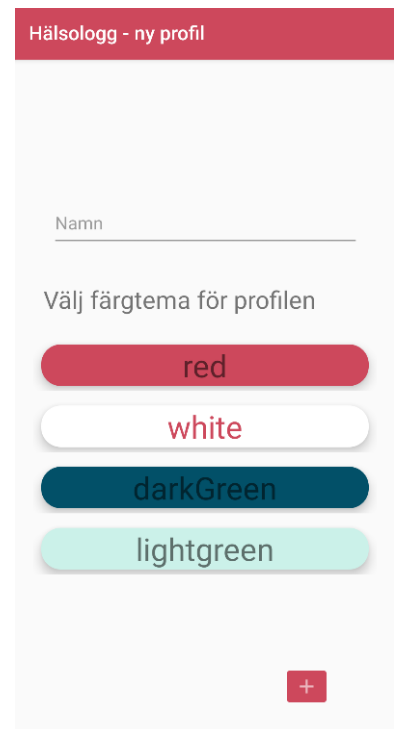 Hälsologg - ny profil
Namn
Välj färgtema för profilen
red
white
darkGreen
lightgreen
+